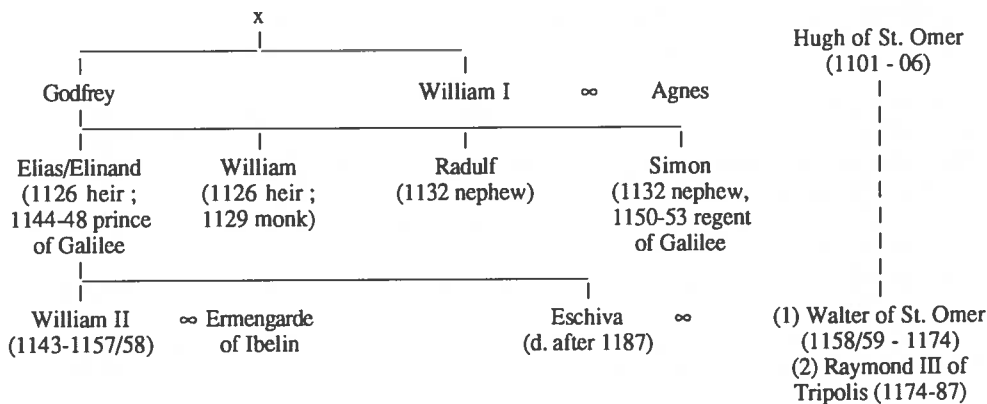 x
Hugh of St. Omer
(1101 - 06)
Godfrey William I ∞ Agnes
Elias/Elinand William Radulf Simon
(1126 heir ; (1126 heir ; (1132 nephew) (1132 nephew,
1144-48 prince 1129 monk) 1150-53 regent
of Galilee of Galilee)
William II ∞ Ermengarde Eschiva ∞ (1) Walter of St. Omer
(1143-1157/58) of Ibelin (d. after 1187) (1158/59 - 1174)
(2) Raymond III of
Tripolis (1174-87)